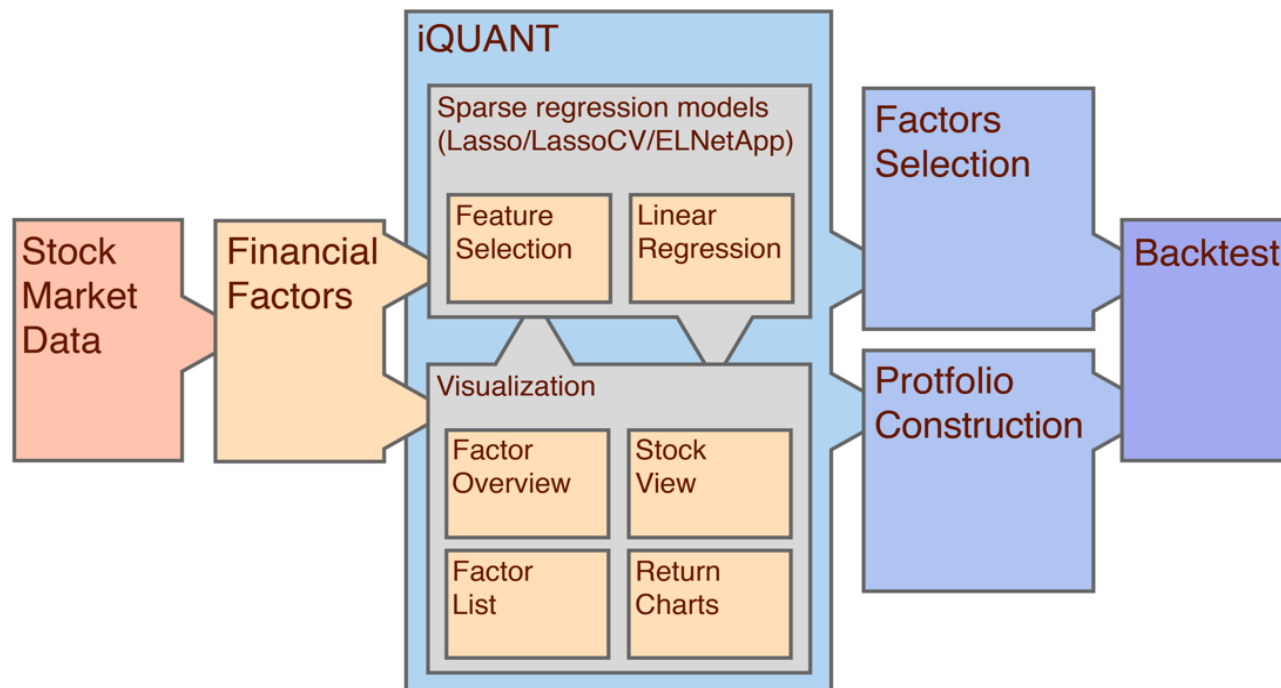 Stock
Market
Data
Financial
Factors
iQUANT
Sparse regression models
(Lasso/LassoCV/ELNetApp)
Feature
Selection
Linear
Regression
Visualization
Factor
Overview
Stock
View
Factor
List
Return
Charts
Factors
Selection
Protfolio
Construction
Backtest